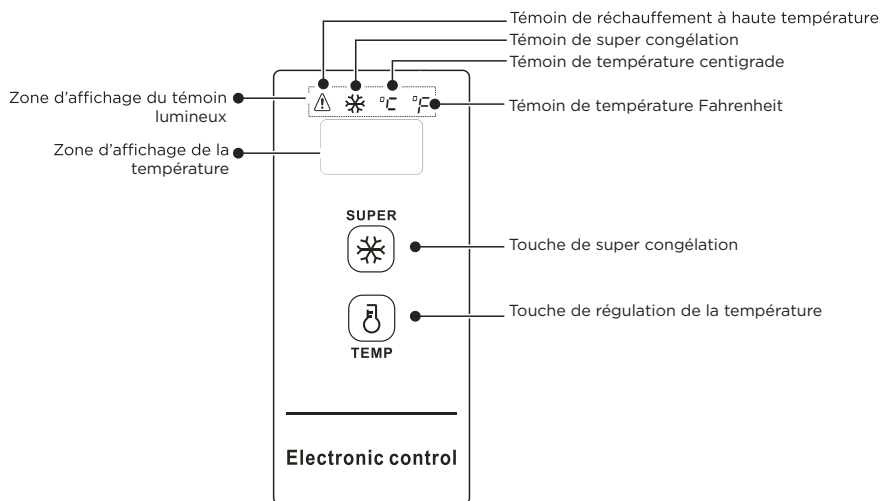 Témoin de réchauffement à haute température
Témoin de super congélation
Témoin de température centigrade
Zone d'affichage du témoin
lumineux
°C °F
Témoin de température Fahrenheit
Zone d'affichage de la
température
SUPER
Touche de super congélation
Touche de régulation de la température
TEMP
Electronic control